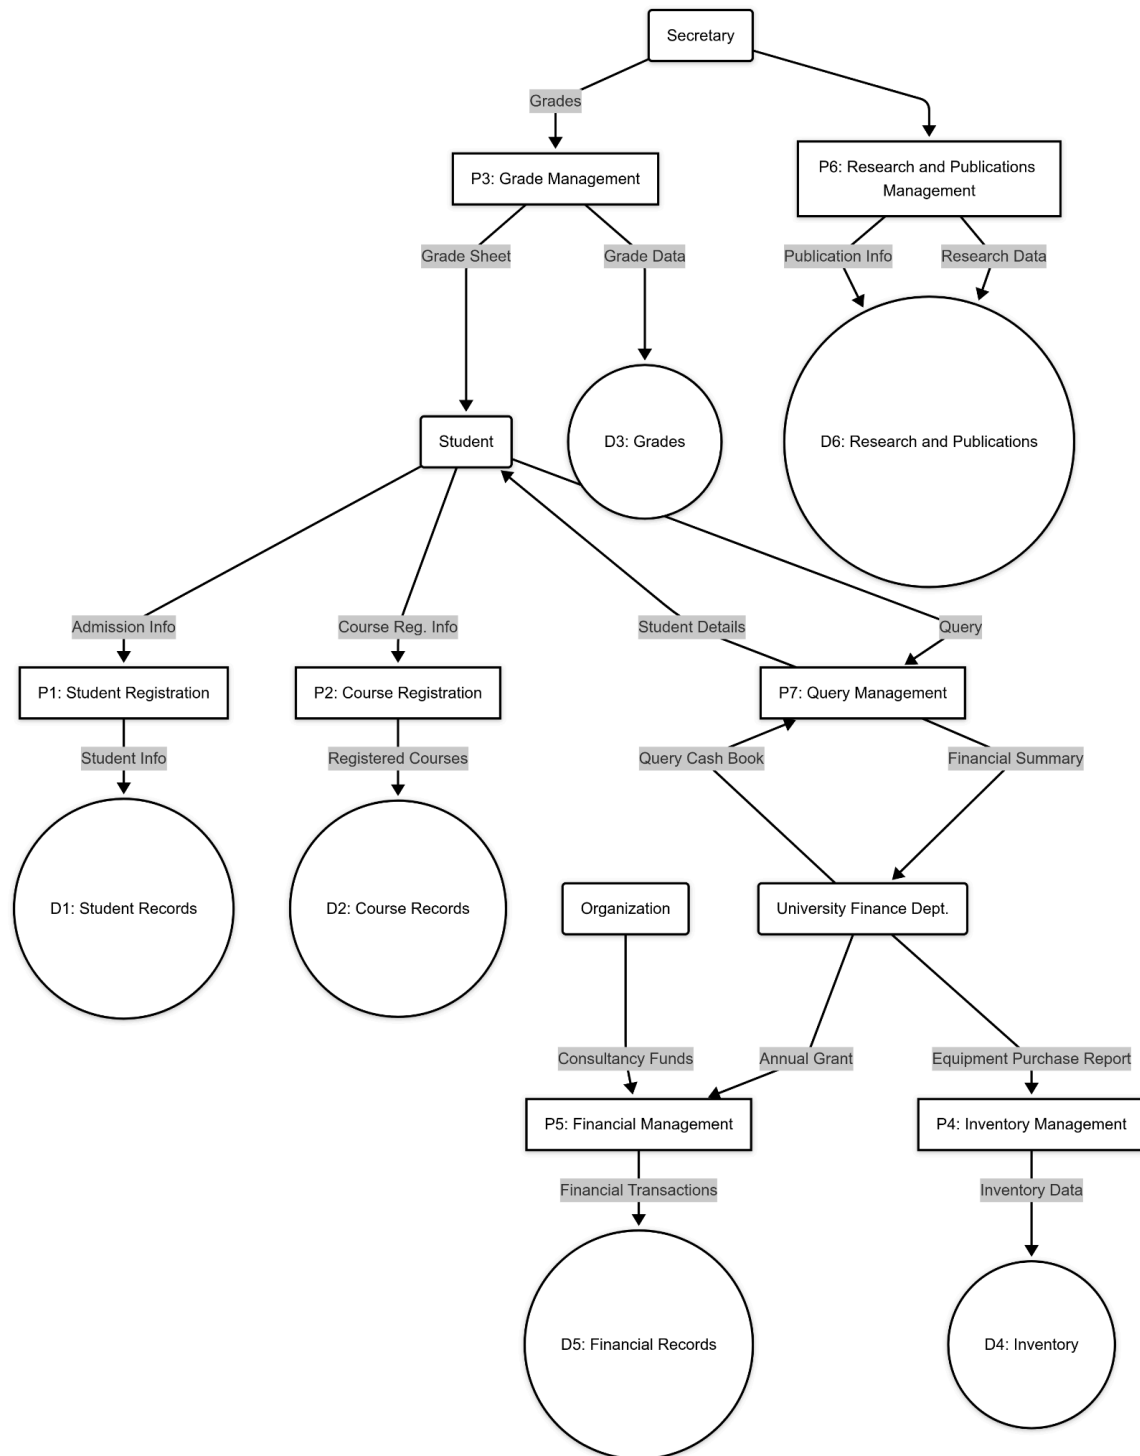 Secretary
Grades
P3: Grade Management
P6: Research and Publications
Management
Grade Sheet
Grade Data
Publication Info
Research Data
Student
D3: Grades
D6: Research and Publications
Admission Info
Course Reg. Info
Student Details
Query
P1: Student Registration
P2: Course Registration
P7: Query Management
Student Info
Registered Courses
Query Cash Book
Financial Summary
D1: Student Records
D2: Course Records
Organization
University Finance Dept.
Consultancy Funds
Annual Grant
Equipment Purchase Report
P5: Financial Management
P4: Inventory Management
Financial Transactions
Inventory Data
D5: Financial Records
D4: Inventory